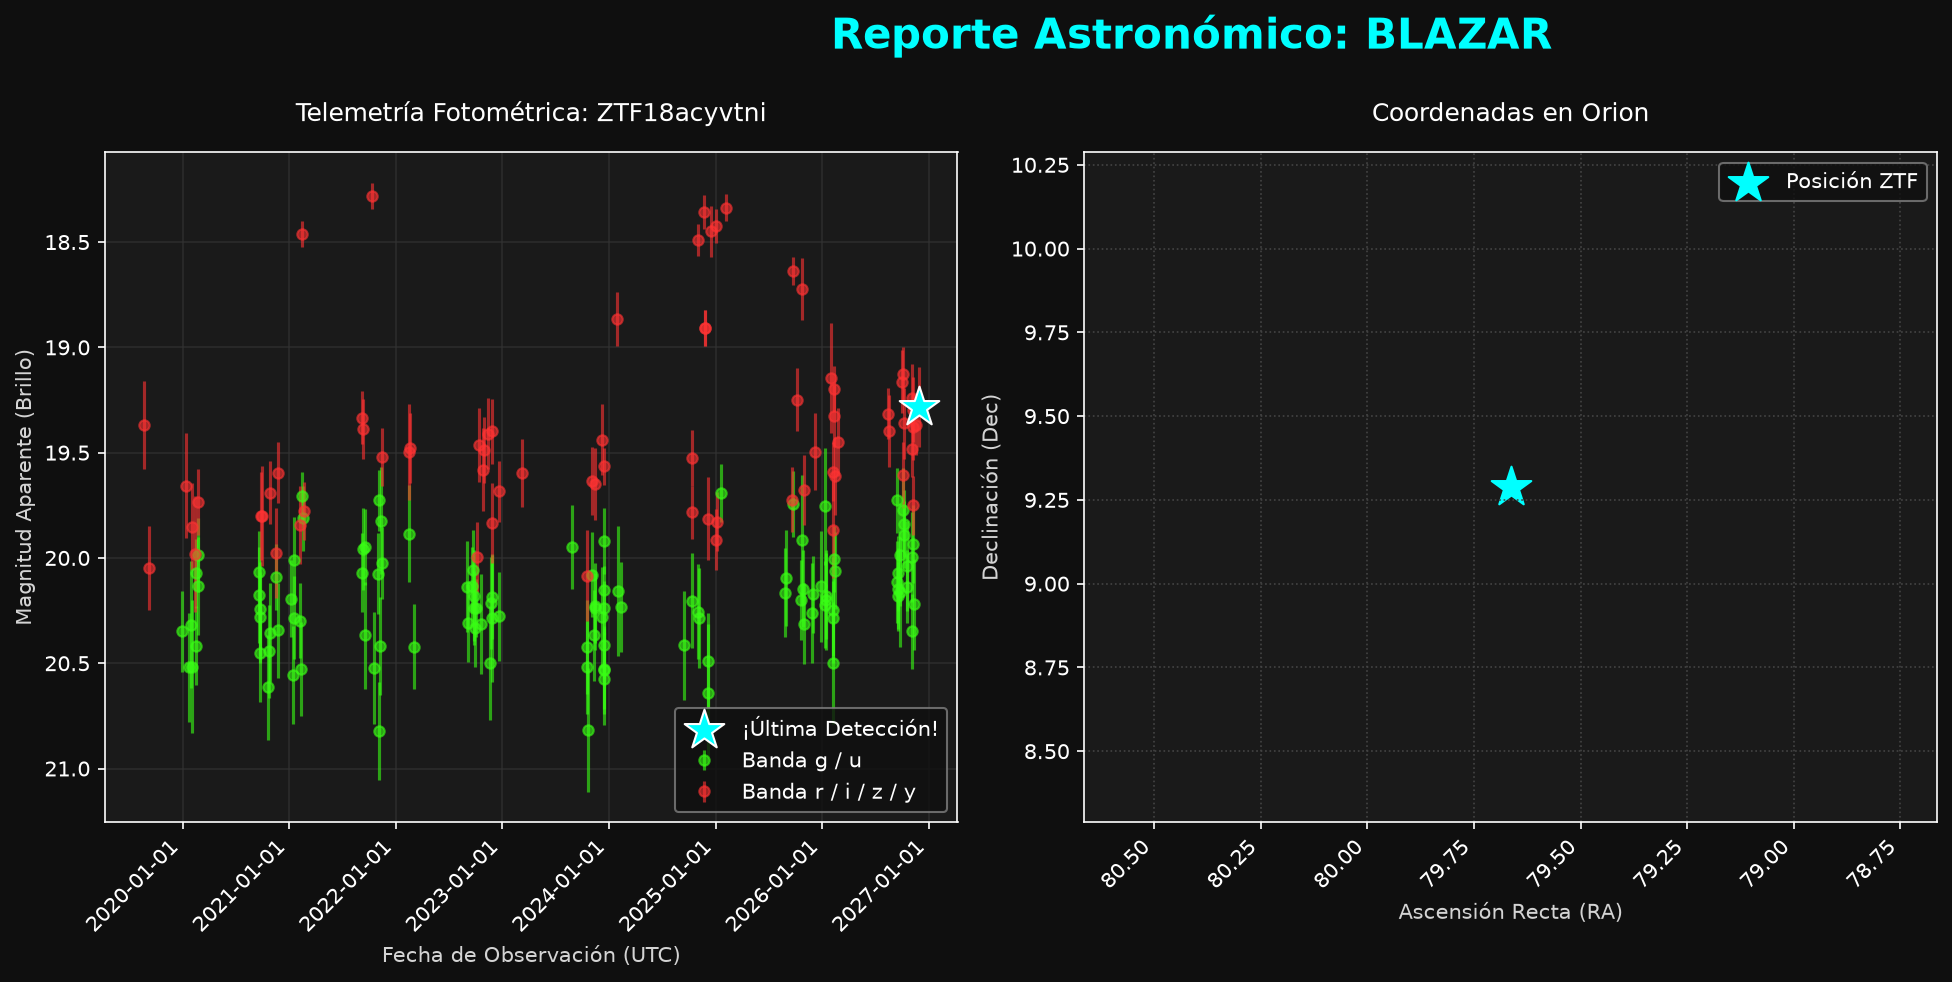 Reporte Astronómico: BLAZAR
Telemetría Fotométrica: ZTF18acyvtni
Magnitud Aparente (Brillo)
18.5
19.0
19.5
20.0
20.5
21.0
¡Última Detección!
Banda g / u
Banda r / i / z / y
2020-01-01
2021-01-01
2022-01-01
2023-01-01
2024-01-01
2025-01-01
2026-01-01
2027-01-01
Fecha de Observación (UTC)
Coordenadas en Orion
Declinación (Dec)
10.25
10.00
9.75
9.50
9.25
9.00
8.75
8.50
Posición ZTF
80.50
80.25
80.00
79.75
79.50
79.25
79.00
78.75
Ascensión Recta (RA)